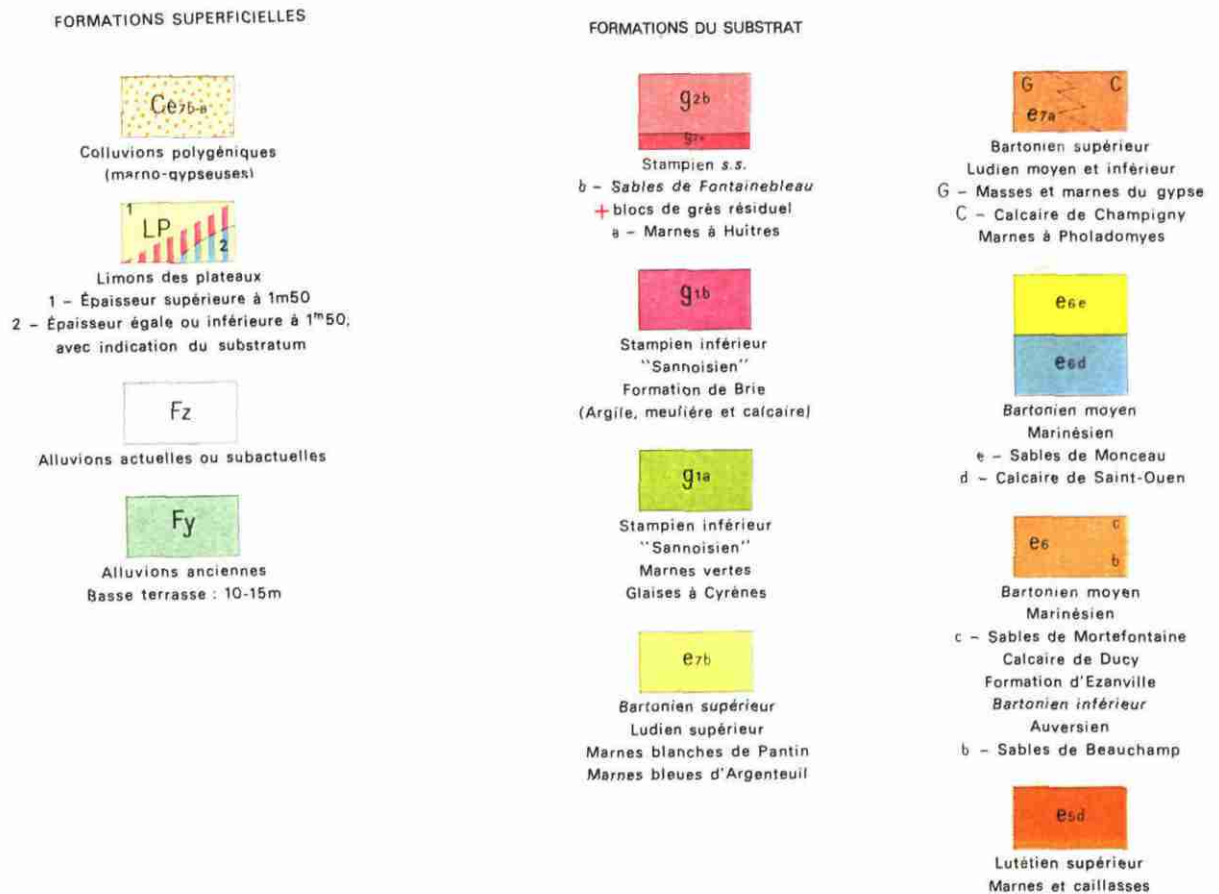 FORMATIONS SUPERFICIELLES
Ce7b-a
Colluvions polygéniques
(marno-gypseuses)
1
LP
2
Limons des plateaux
1 – Épaisseur supérieure à 1m50
2 – Épaisseur égale ou inférieure à 1m50,
avec indication du substratum
Fz
Alluvions actuelles ou subactuelles
Fy
Alluvions anciennes
Basse terrasse : 10-15m
FORMATIONS DU SUBSTRAT
g2b
g2a
Stampien s.s.
b – Sables de Fontainebleau
+ blocs de grès résiduel
a – Marnes à Huîtres
g1b
Stampien inférieur
"Sannoisien"
Formation de Brie
(Argile, meulière et calcaire)
g1a
Stampien inférieur
"Sannoisien"
Marnes vertes
Glaises à Cyrènes
e7b
Bartonien supérieur
Ludien supérieur
Marnes blanches de Pantin
Marnes bleues d'Argenteuil
G C
e7a
Bartonien supérieur
Ludien moyen et inférieur
G – Masses et marnes du gypse
C – Calcaire de Champigny
Marnes à Pholadomyes
e6e
e6d
Bartonien moyen
Marinésien
e – Sables de Monceau
d – Calcaire de Saint-Ouen
c
e6
b
Bartonien moyen
Marinésien
c – Sables de Mortefontaine
Calcaire de Ducy
Formation d'Ezanville
Bartonien inférieur
Auversien
b – Sables de Beauchamp
e5d
Lutétien supérieur
Marnes et caillasses